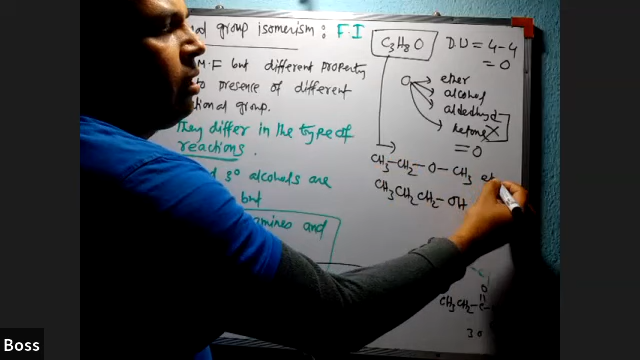 group isomerism : F.I
M.F but different property
to presence of different
group.
They differ in the type of
reactions.
3° alcohols are
but
amines and
C3H8O
D.U = 4-4
= 0
O → ether
→ alcohol
→ aldehyde
→ ketone X
= 0
CH3-CH2-O-CH3 et
CH3CH2CH2-OH
O
CH3CH2-C-
3°
Boss